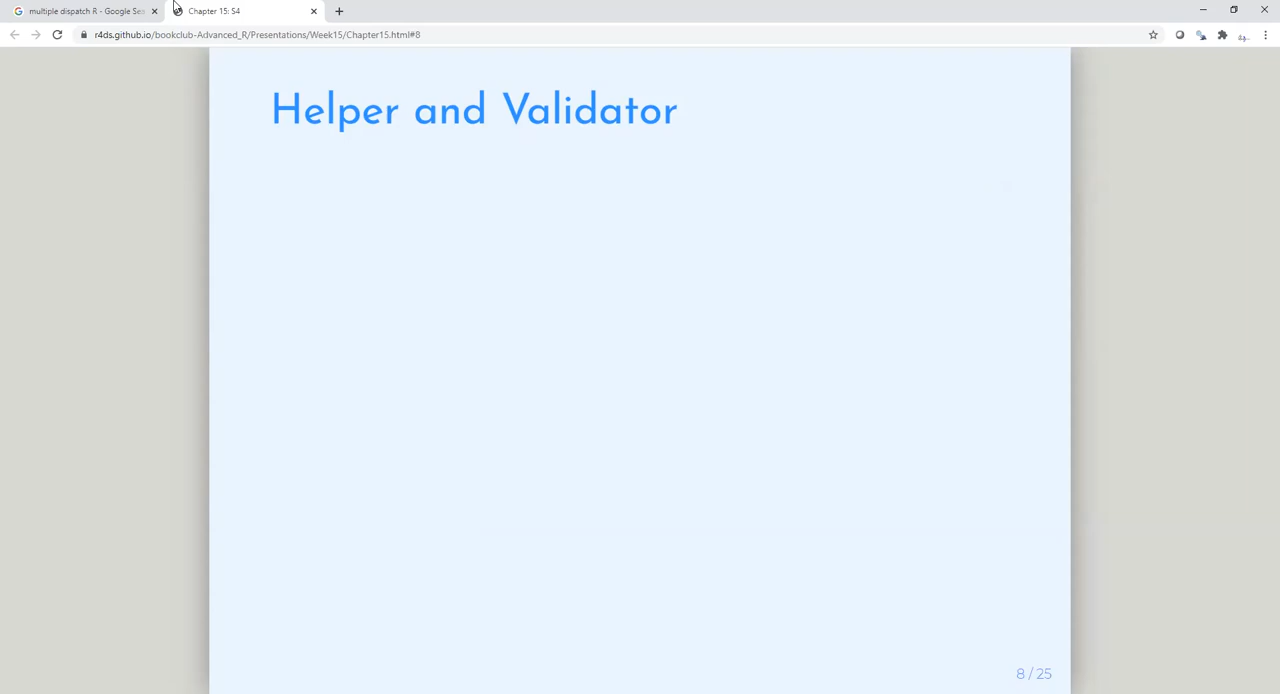 multiple dispatch R - Google Sea
Chapter 15: S4
r4ds.github.io/bookclub-Advanced_R/Presentations/Week15/Chapter15.html#8
Helper and Validator
8 / 25